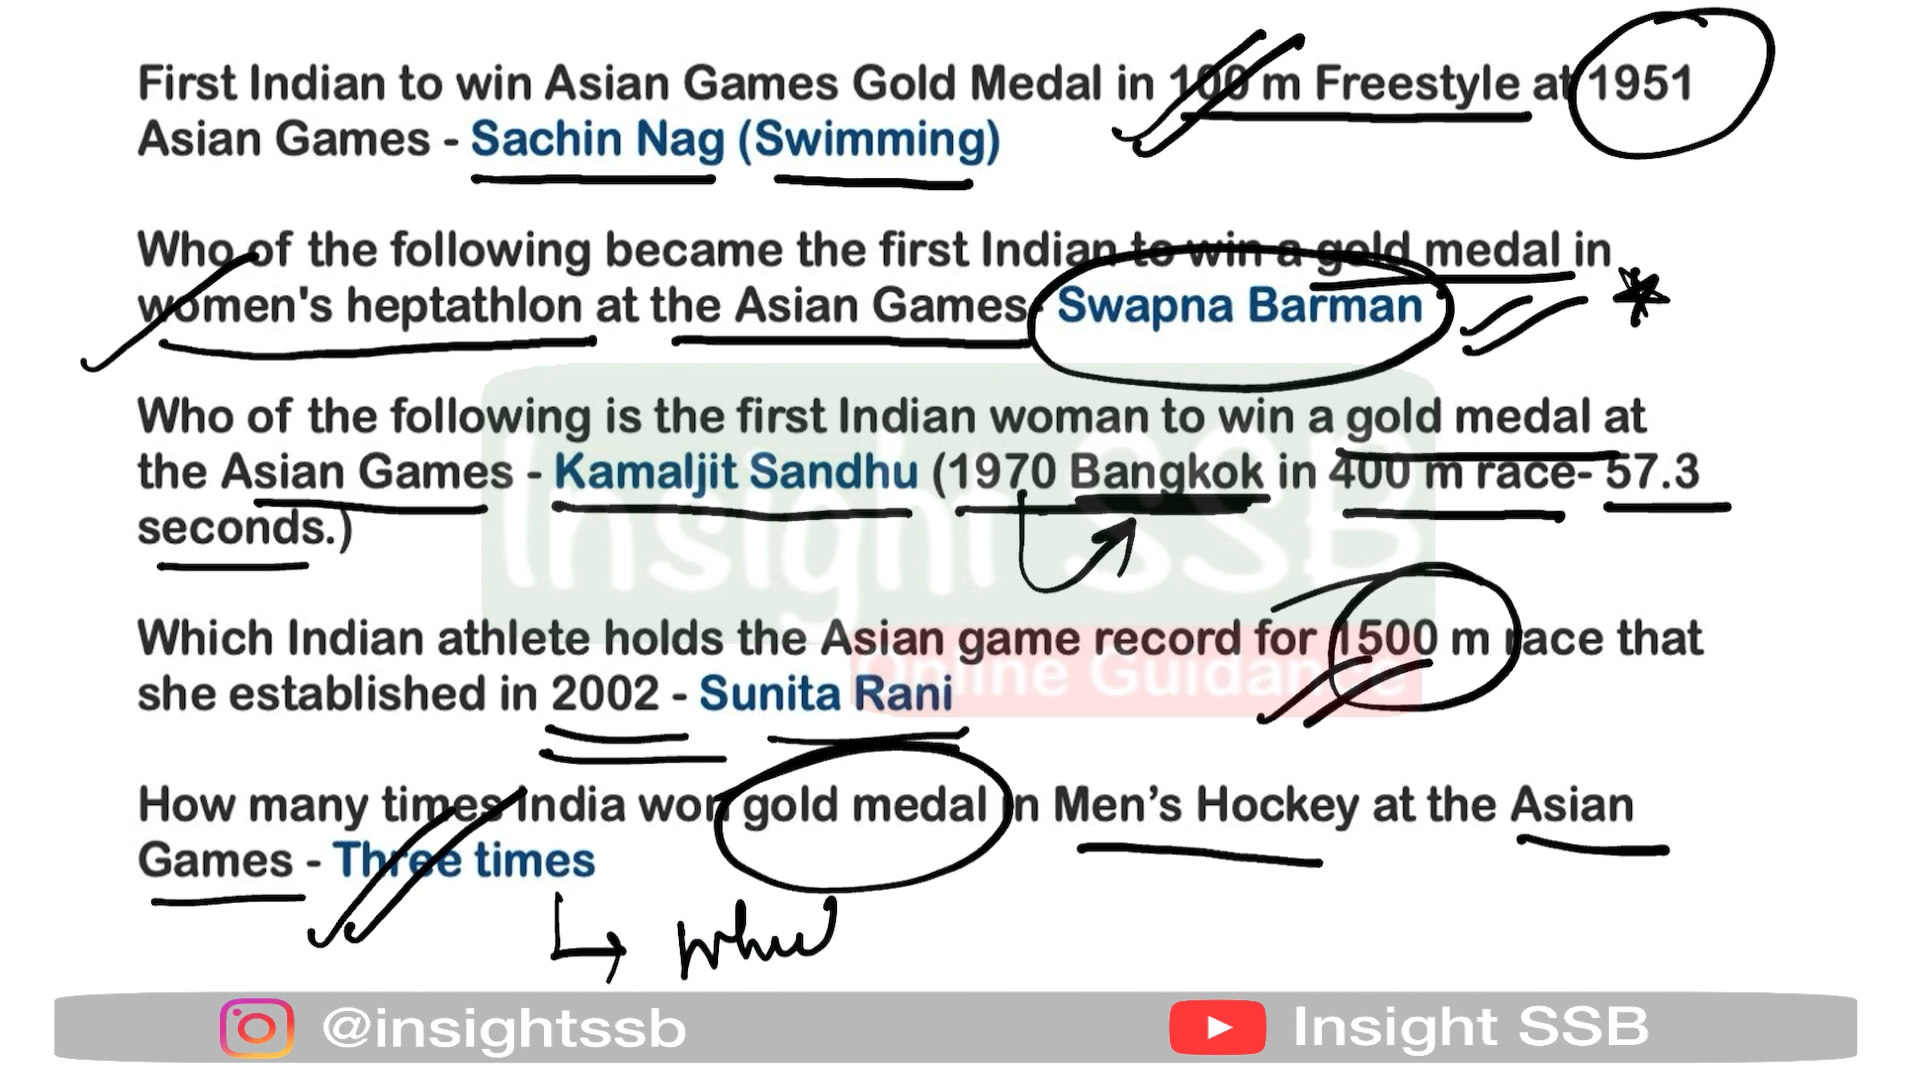 First Indian to win Asian Games Gold Medal in 100 m Freestyle at 1951
Asian Games - Sachin Nag (Swimming)
Who of the following became the first Indian to win a gold medal in
women's heptathlon at the Asian Games- Swapna Barman
Who of the following is the first Indian woman to win a gold medal at
the Asian Games - Kamaljit Sandhu (1970 Bangkok in 400 m race- 57.3
seconds.)
Insight SSB
Which Indian athlete holds the Asian game record for 1500 m race that
Online Guidance
she established in 2002 - Sunita Rani
How many times India won gold medal in Men’s Hockey at the Asian
Games - Three times
@insightssb
Insight SSB